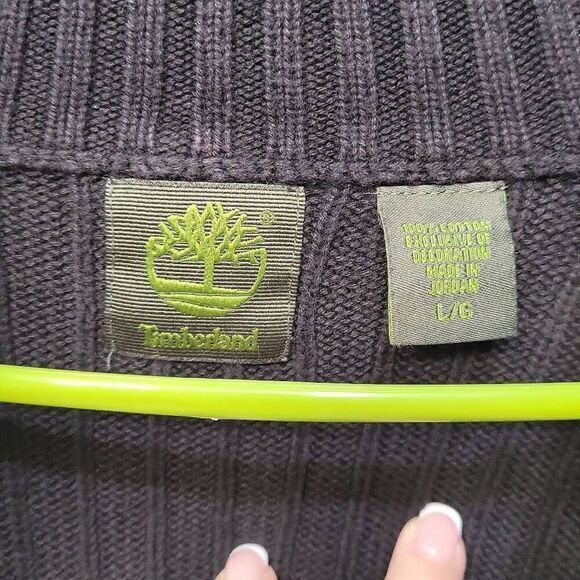 ®
Timberland
100% COTTON
EXCLUSIVE OF
DECORATION
MADE IN
JORDAN
L/G